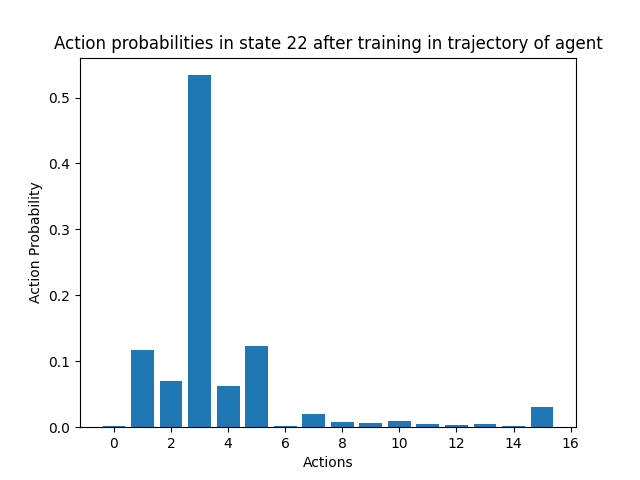 Action probabilities in state 22 after training in trajectory of agent
0.5
0.4
0.3
0.2
0.1
0.0
Action Probability
0 2 4 6 8 10 12 14 16
Actions